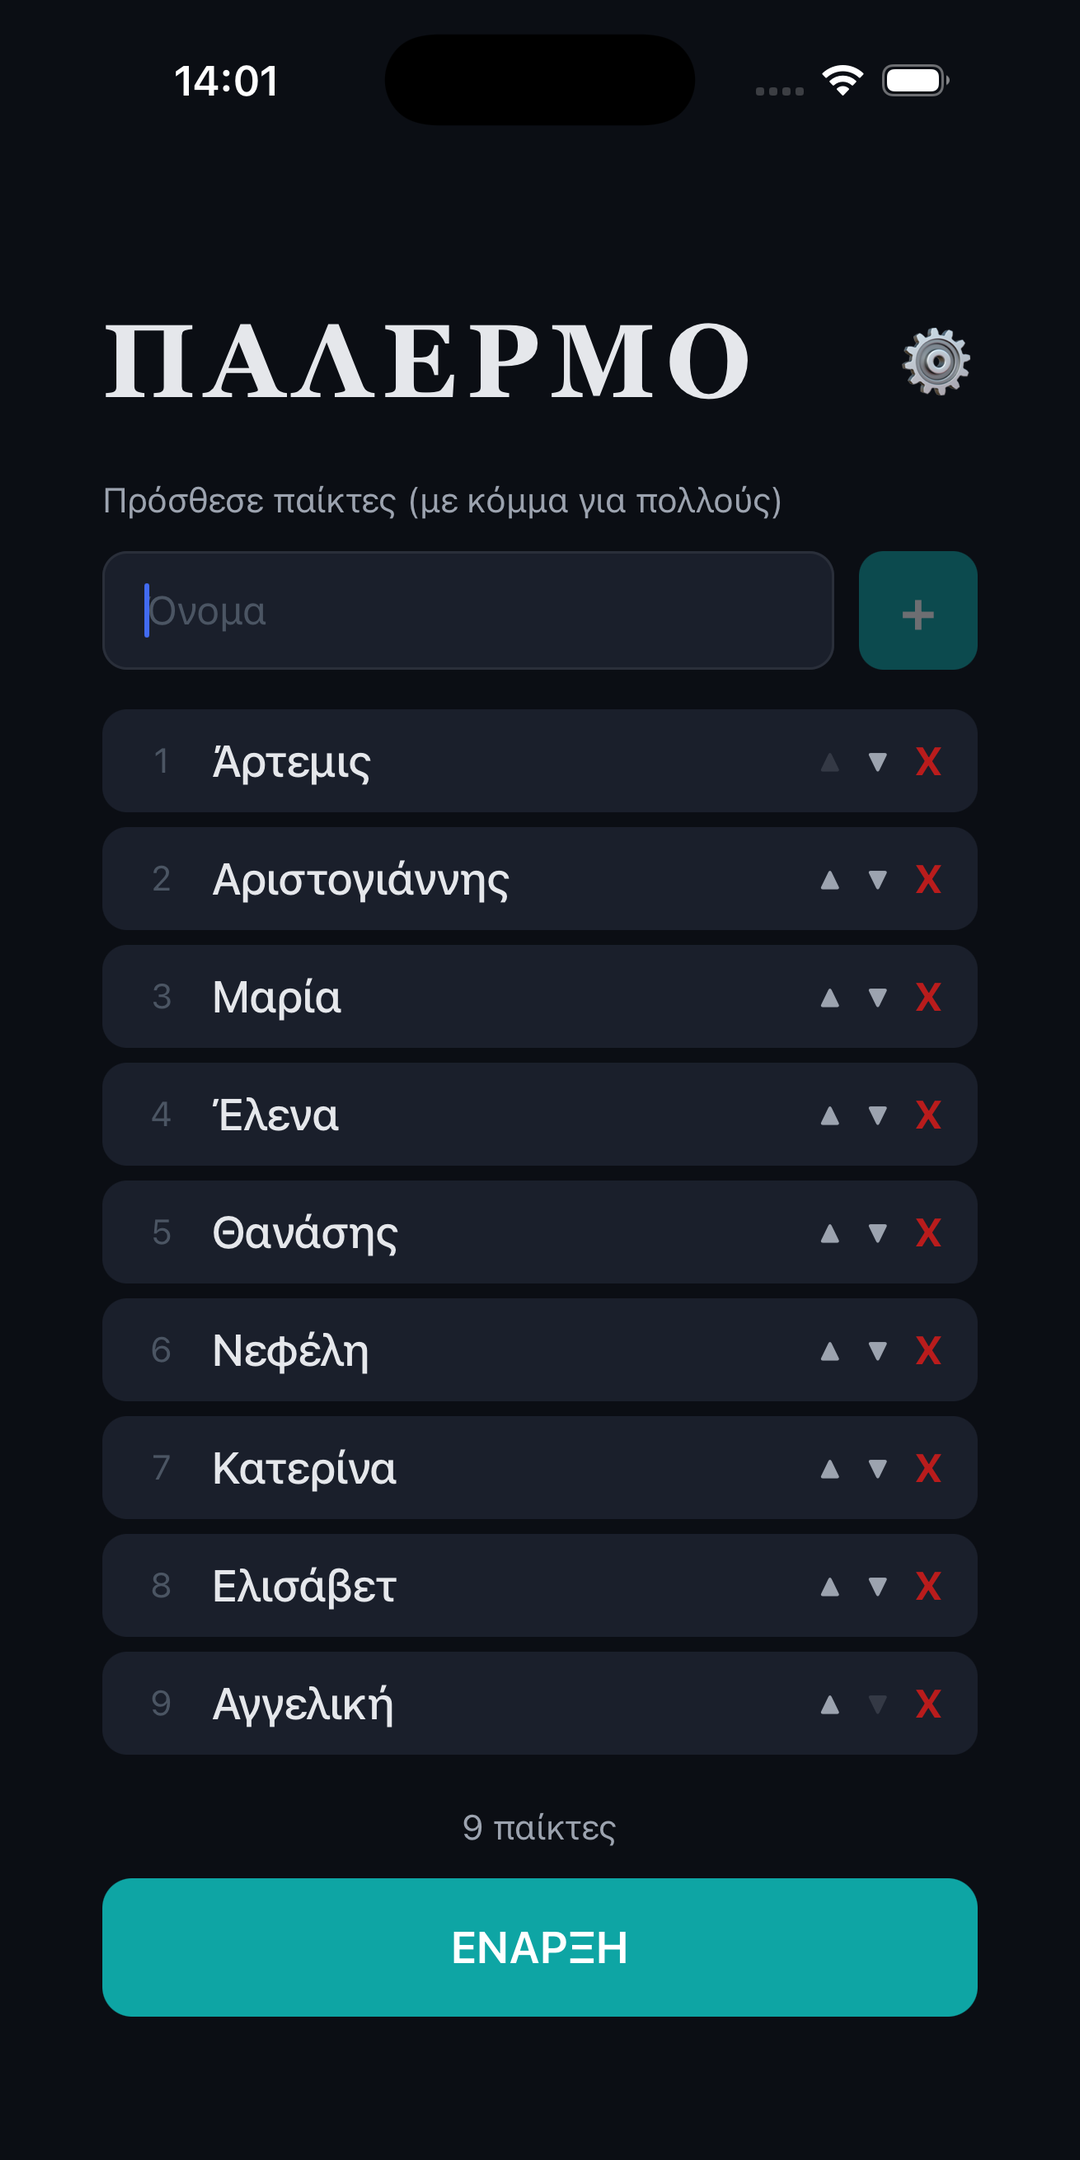 14:01
ΠΑΛΕΡΜΟ
Πρόσθεσε παίκτες (με κόμμα για πολλούς)
Όνομα
+
1 Άρτεμις ▲ ▼ X
2 Αριστογιάννης ▲ ▼ X
3 Μαρία ▲ ▼ X
4 Έλενα ▲ ▼ X
5 Θανάσης ▲ ▼ X
6 Νεφέλη ▲ ▼ X
7 Κατερίνα ▲ ▼ X
8 Ελισάβετ ▲ ▼ X
9 Αγγελική ▲ ▼ X
9 παίκτες
ΕΝΑΡΞΗ